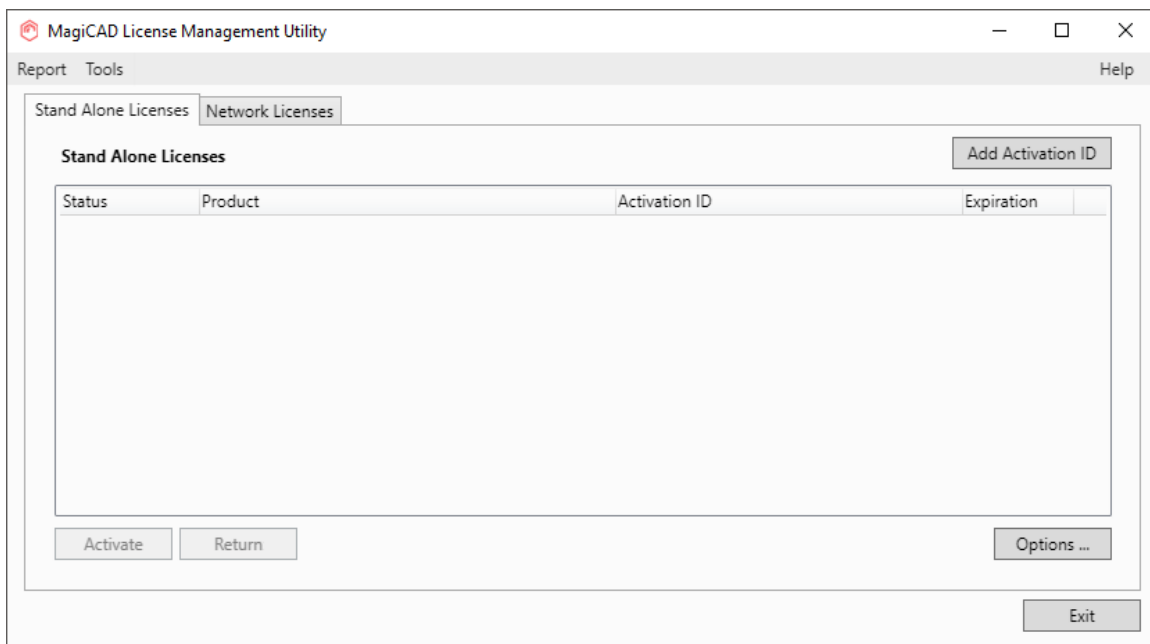 MagiCAD License Management Utility
Report Tools Help
Stand Alone Licenses Network Licenses
Stand Alone Licenses Add Activation ID
Status Product Activation ID Expiration
Activate Return Options ...
Exit